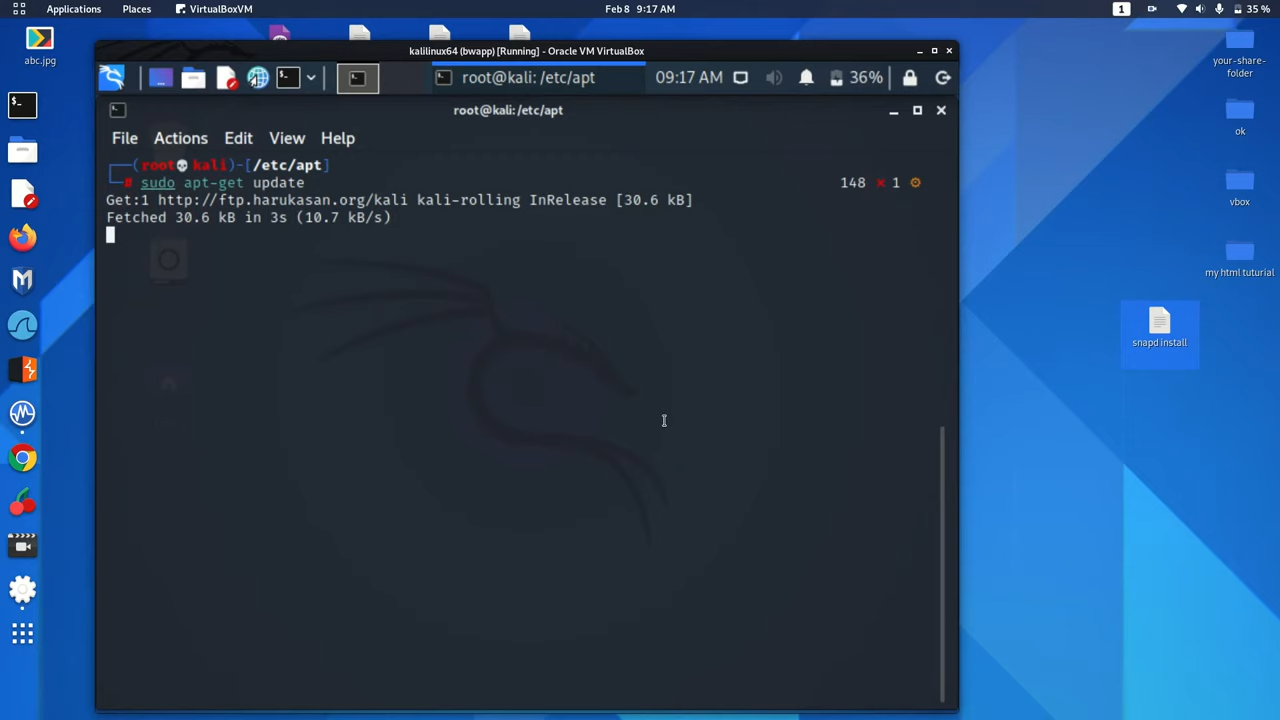 Applications Places VirtualBoxVM Feb 8 9:17 AM 1 35 %
abc.jpg
your-share-folder
ok
vbox
my html tuturial
snapd install
kalilinux64 (bwapp) [Running] - Oracle VM VirtualBox
root@kali: /etc/apt 09:17 AM 36%
root@kali: /etc/apt
File Actions Edit View Help
(root💀kali)-[/etc/apt]
# sudo apt-get update 148 × 1 ⚙
Get:1 http://ftp.harukasan.org/kali kali-rolling InRelease [30.6 kB]
Fetched 30.6 kB in 3s (10.7 kB/s)